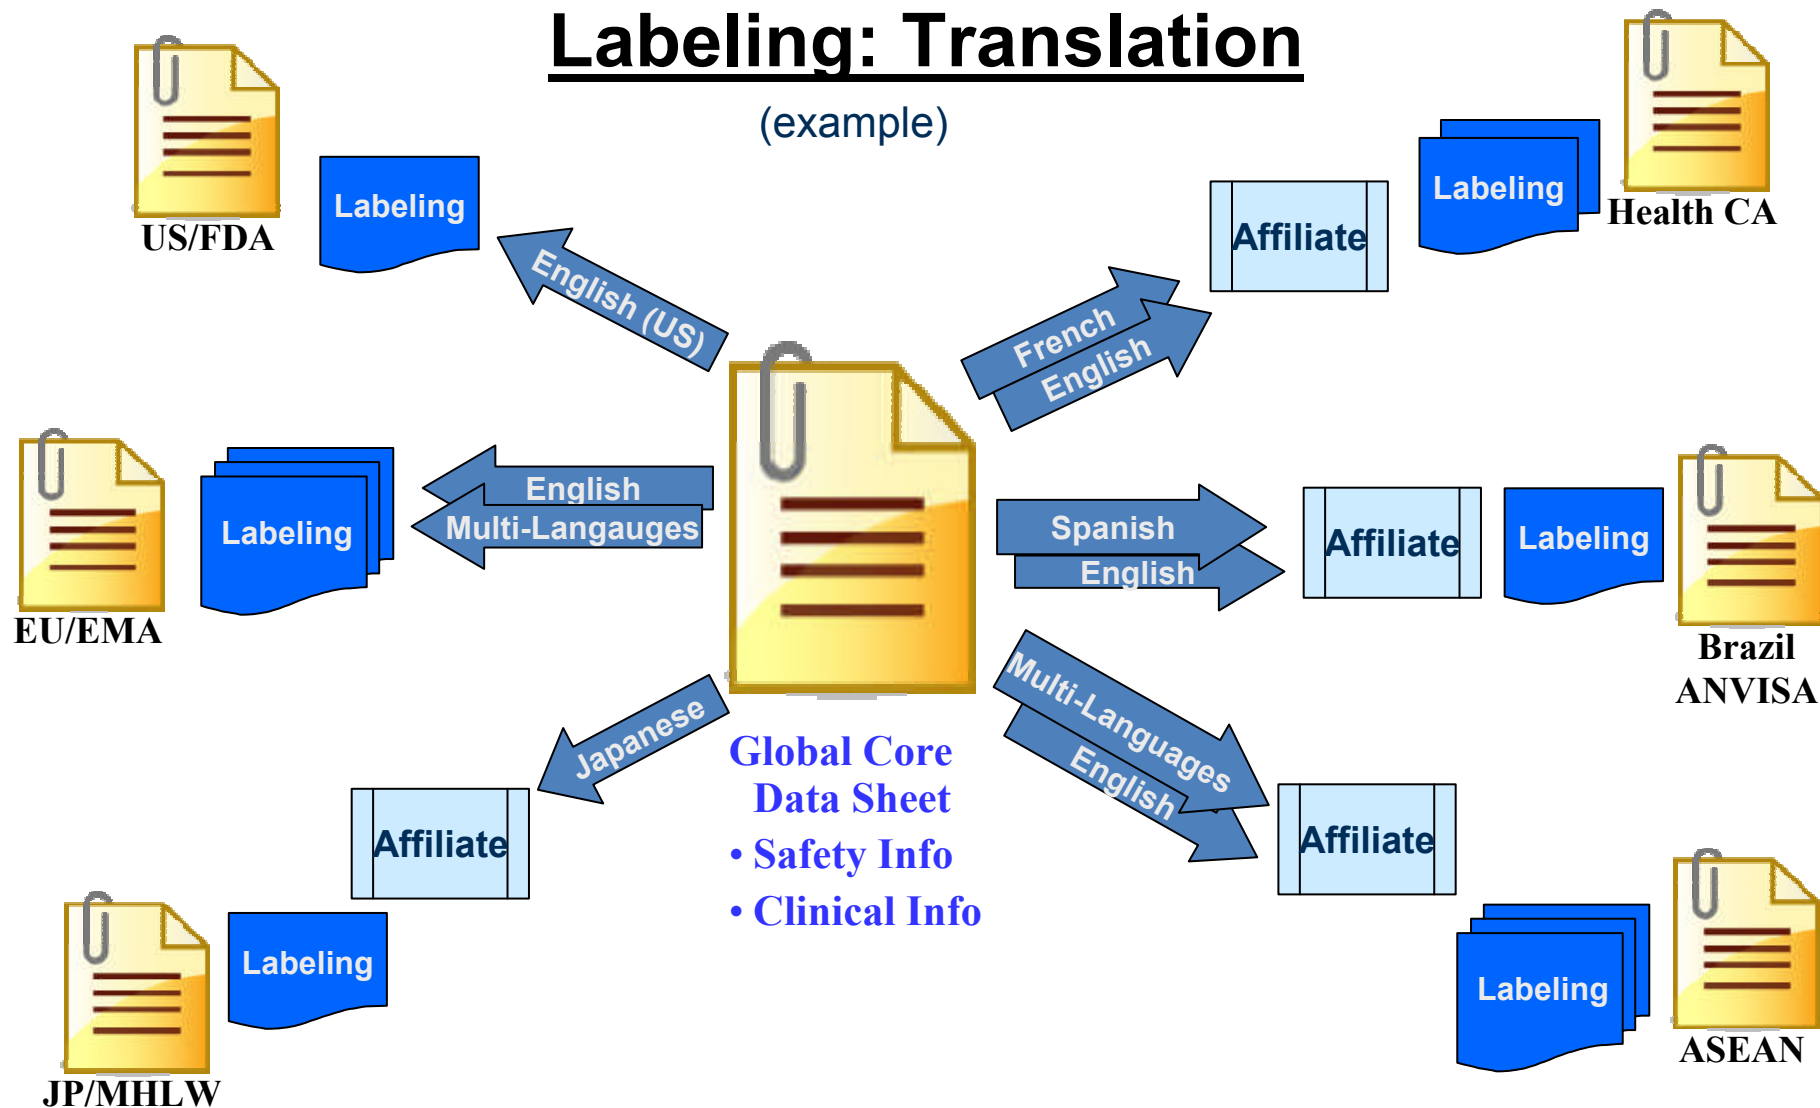 Labeling: Translation
(example)
US/FDA
Labeling
English (US)
Health CA
Labeling
Affiliate
French
English
EU/EMA
Labeling
English
Multi-Langauges
Spanish
English
Affiliate
Labeling
Brazil
ANVISA
Japanese
Affiliate
Labeling
JP/MHLW
Global Core
Data Sheet
• Safety Info
• Clinical Info
Multi-Languages
English
Affiliate
Labeling
ASEAN